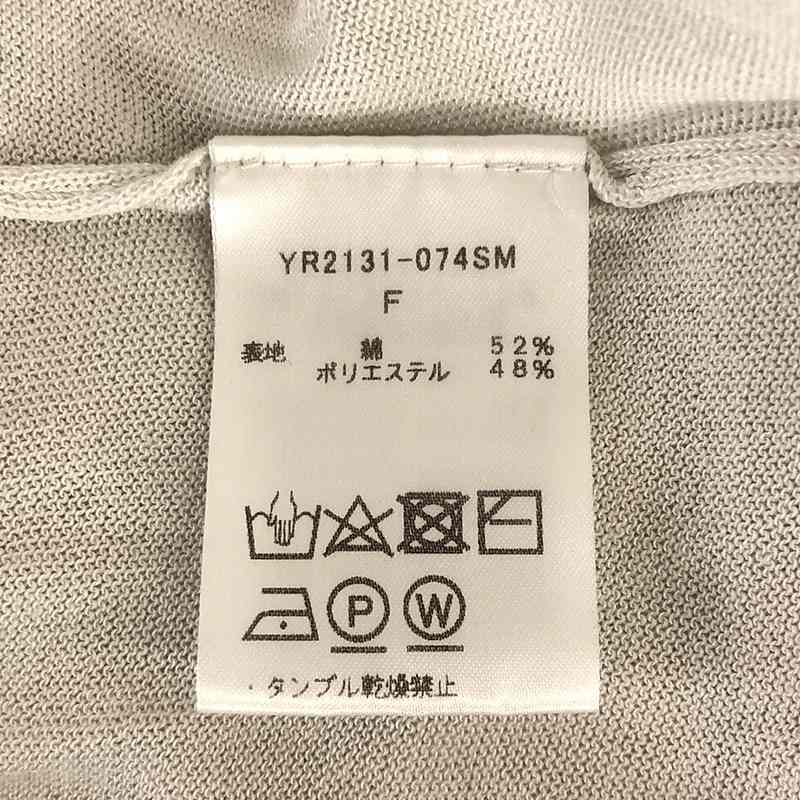 YR2131-074SM
F
表地 綿 52%
ポリエステル 48%
P W
・タンブル乾燥禁止